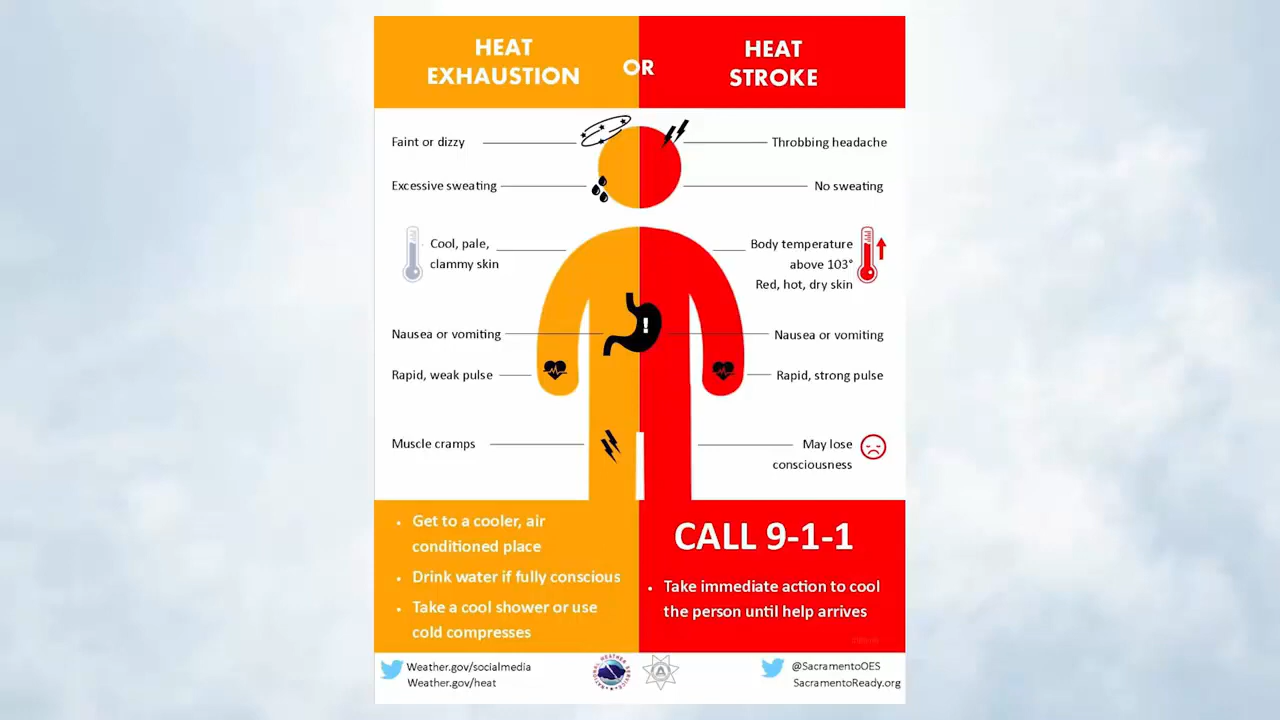 HEAT
EXHAUSTION
OR
HEAT
STROKE
Faint or dizzy
Throbbing headache
Excessive sweating
No sweating
Cool, pale,
clammy skin
Body temperature
above 103°
Red, hot, dry skin
Nausea or vomiting
!
Nausea or vomiting
Rapid, weak pulse
Rapid, strong pulse
Muscle cramps
May lose
consciousness
• Get to a cooler, air
conditioned place
• Drink water if fully conscious
• Take a cool shower or use
cold compresses
CALL 9-1-1
• Take immediate action to cool
the person until help arrives
Weather.gov/socialmedia
Weather.gov/heat
NATIONAL WEATHER SERVICE
@SacramentoOES
SacramentoReady.org